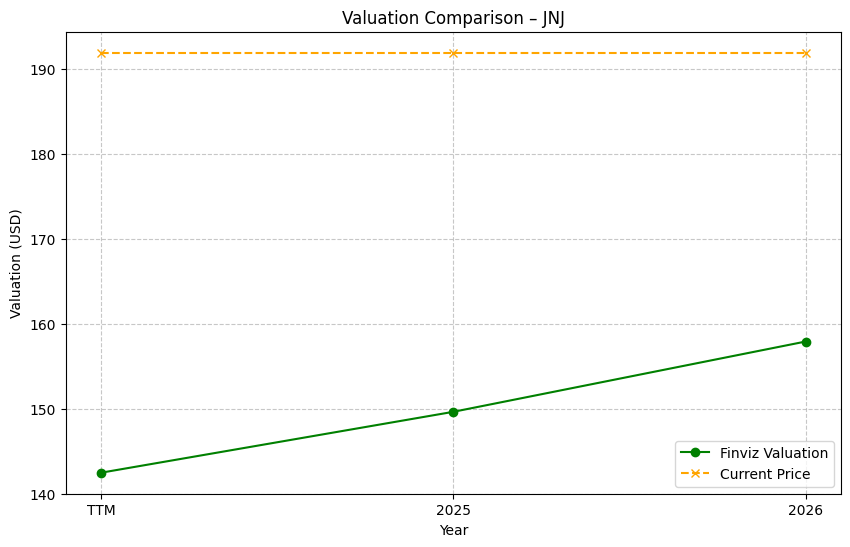 Valuation Comparison – JNJ
Valuation (USD)
190
180
170
160
150
140
TTM
2025
2026
Year
Finviz Valuation
Current Price